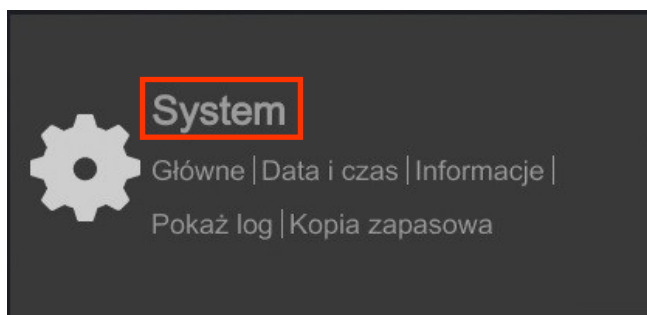 System
Główne | Data i czas | Informacje |
Pokaż log | Kopia zapasowa